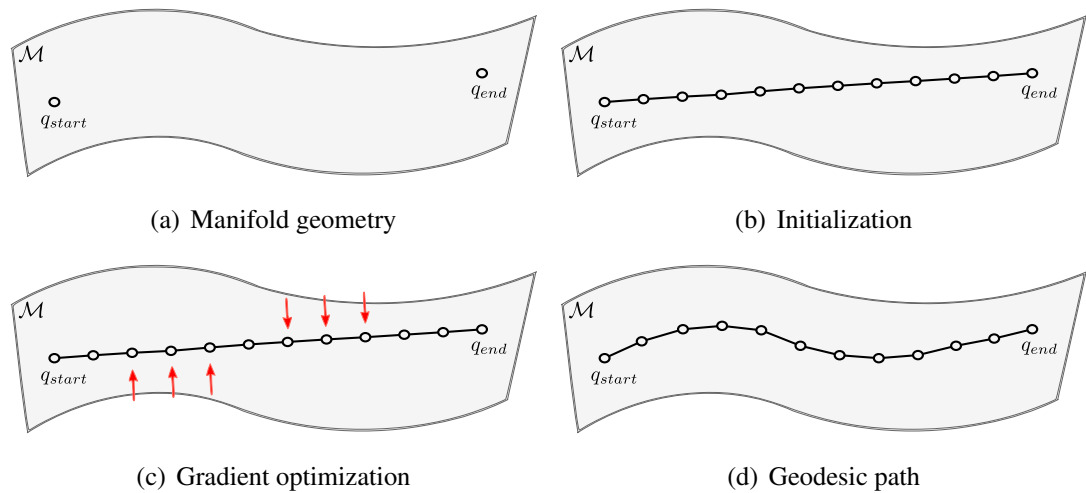 ℳ
q_start
q_end
(a) Manifold geometry
ℳ
q_start
q_end
(b) Initialization
ℳ
q_start
q_end
(c) Gradient optimization
ℳ
q_start
q_end
(d) Geodesic path